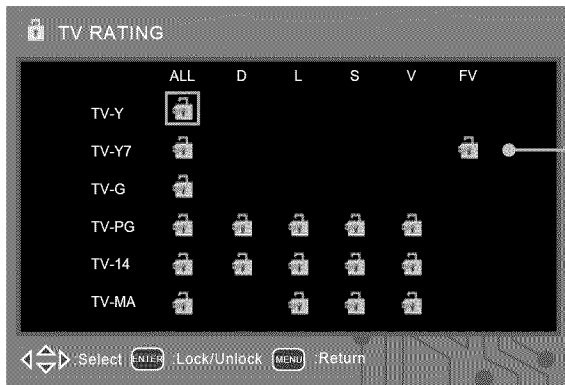 TV RATING
ALL D L S V FV
TV-Y
TV-Y7
TV-G
TV-PG
TV-14
TV-MA
:Select ENTER :Lock/Unlock MENU :Return